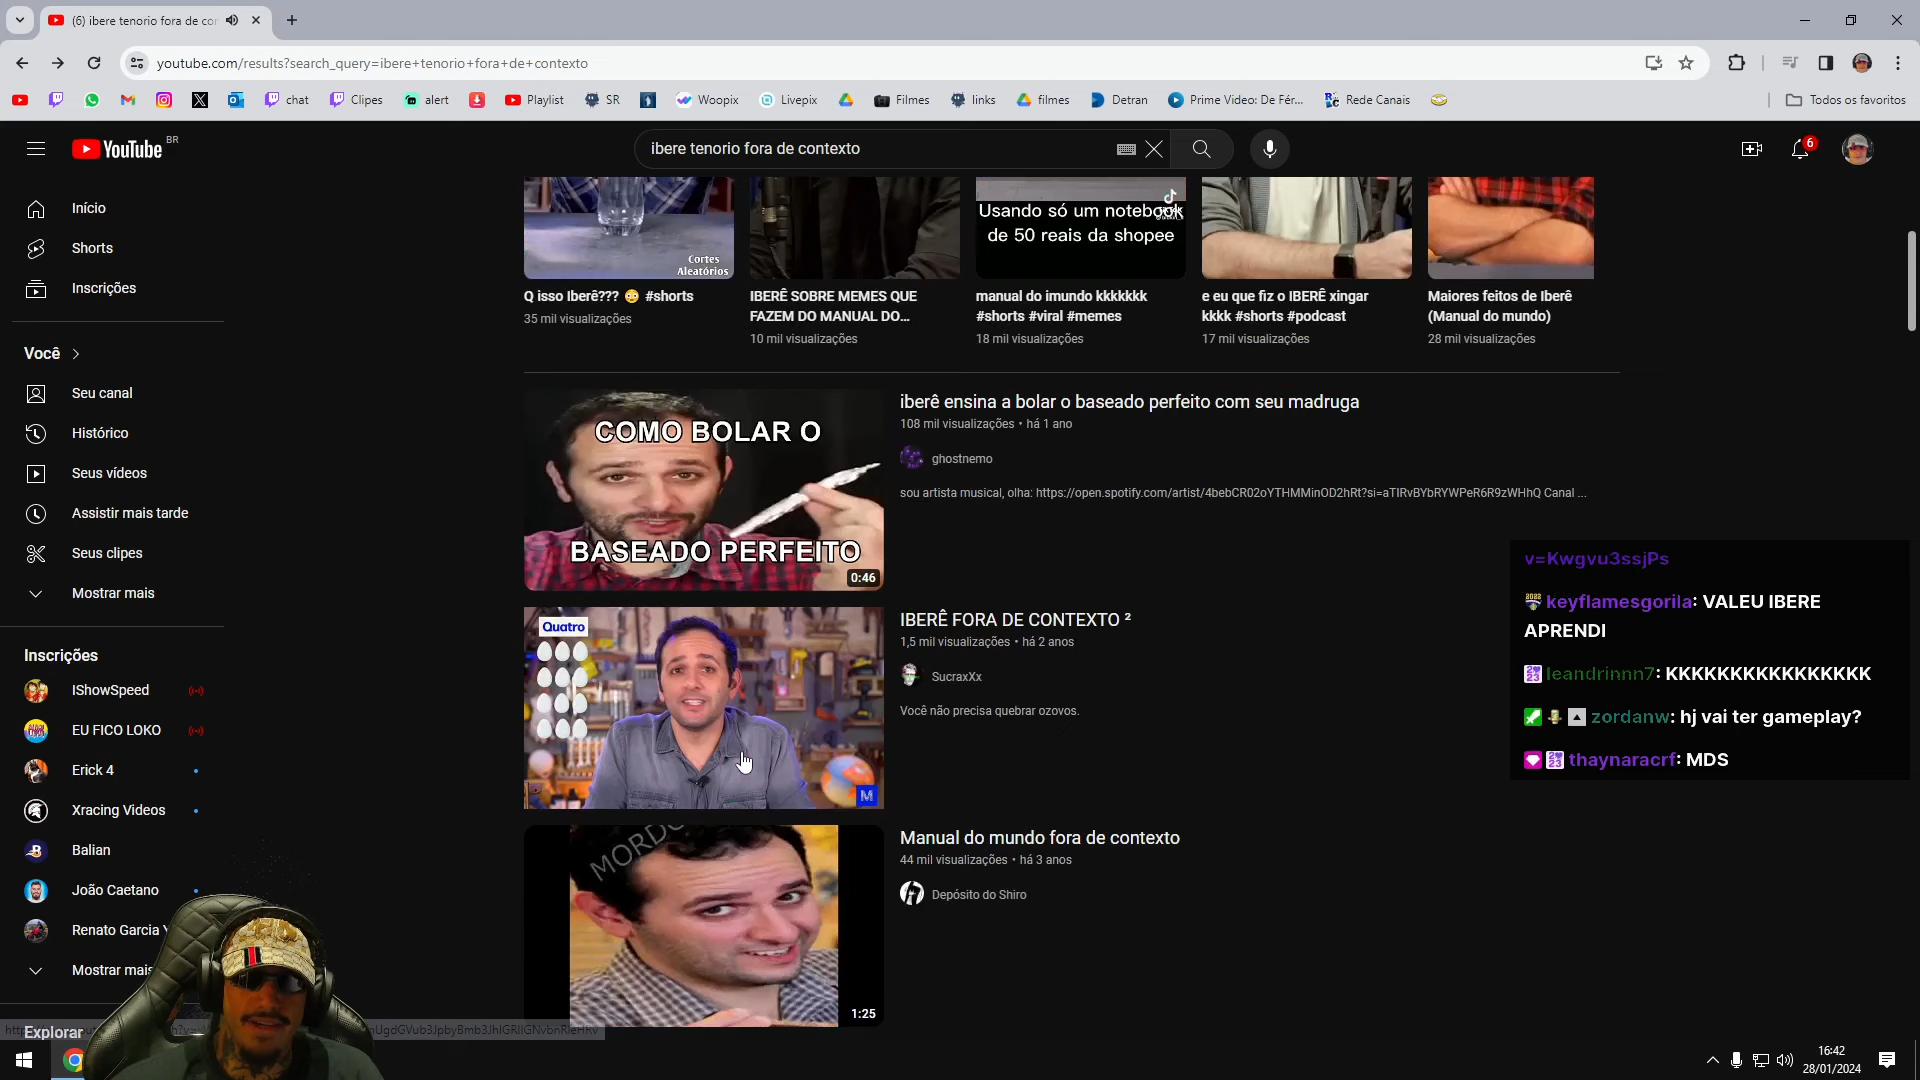 (6) ibere tenorio fora de con
youtube.com/results?search_query=ibere+tenorio+fora+de+contexto
chat
Clipes
alert
Playlist
SR
Woopix
Livepix
Filmes
links
filmes
Detran
Prime Video: De Fér...
Rede Canais
Todos os favoritos
YouTube BR
ibere tenorio fora de contexto
6
Início
Shorts
Inscrições
Você
Seu canal
Histórico
Seus vídeos
Assistir mais tarde
Seus clipes
Mostrar mais
Inscrições
IShowSpeed
EU FICO LOKO
Erick 4
Xracing Videos
Balian
João Caetano
Renato Garcia Y
Mostrar mais
Explorar
Cortes
Aleatórios
Usando só um notebook
de 50 reais da shopee
Q isso Iberê??? 😳 #shorts
35 mil visualizações
IBERÊ SOBRE MEMES QUE
FAZEM DO MANUAL DO...
10 mil visualizações
manual do imundo kkkkkkk
#shorts #viral #memes
18 mil visualizações
e eu que fiz o IBERÊ xingar
kkkk #shorts #podcast
17 mil visualizações
Maiores feitos de Iberê
(Manual do mundo)
28 mil visualizações
COMO BOLAR O
BASEADO PERFEITO
0:46
iberê ensina a bolar o baseado perfeito com seu madruga
108 mil visualizações • há 1 ano
ghostnemo
sou artista musical, olha: https://open.spotify.com/artist/4bebCR02oYTHMMinOD2hRt?si=aTIRvBYbRYWPeR6R9zWHhQ Canal ...
Quatro
M
IBERÊ FORA DE CONTEXTO ²
1,5 mil visualizações • há 2 anos
SucraxXx
Você não precisa quebrar ozovos.
1:25
Manual do mundo fora de contexto
44 mil visualizações • há 3 anos
Depósito do Shiro
v=Kwgvu3ssjPs
keyflamesgorila: VALEU IBERE
APRENDI
leandrinnn7: KKKKKKKKKKKKKKKK
zordanw: hj vai ter gameplay?
thaynaracrf: MDS
16:42
28/01/2024